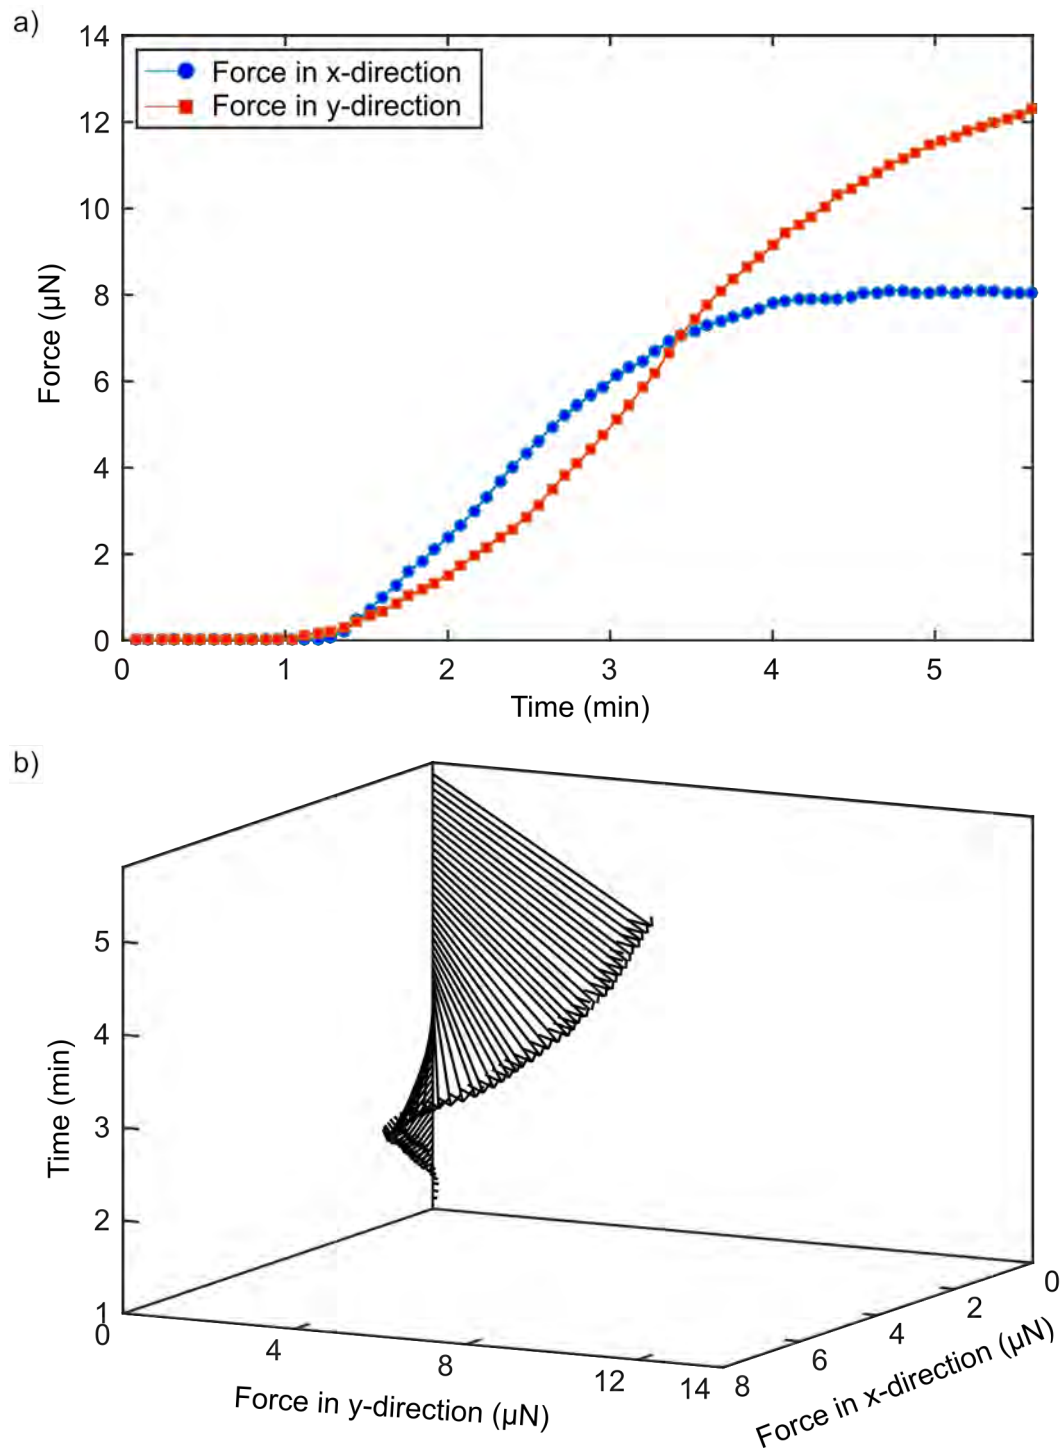 a)
14
12
10
8
6
4
2
0
Force (µN)
Force in x-direction
Force in y-direction
0 1 2 3 4 5
Time (min)
b)
5
4
3
2
1
Time (min)
0 4 8 12 14
Force in y-direction (µN)
8 6 4 2 0
Force in x-direction (µN)